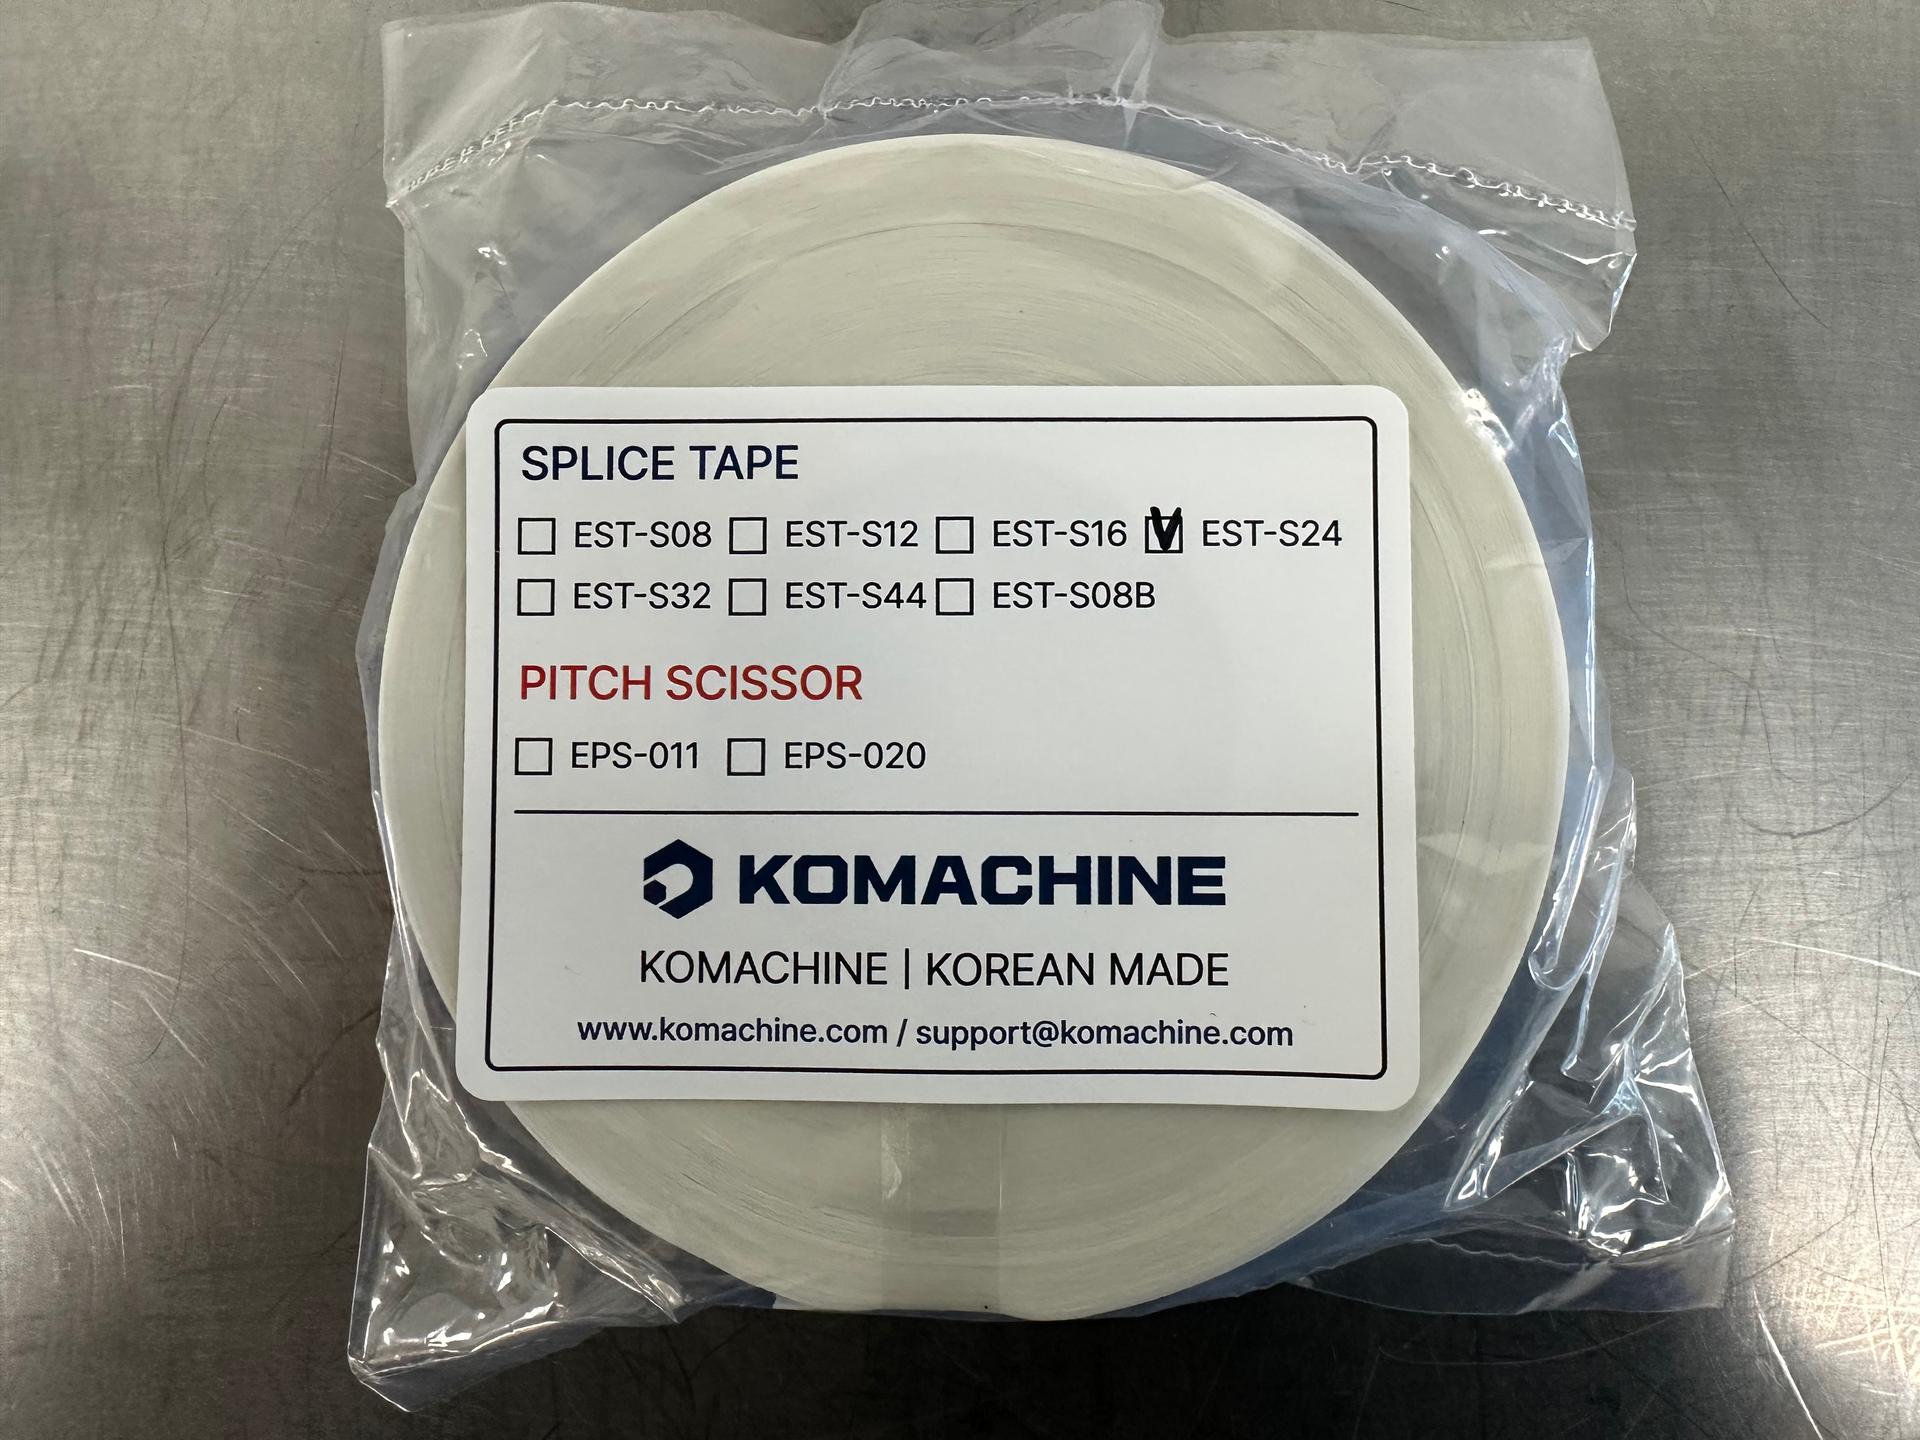 SPLICE TAPE
☐ EST-S08 ☐ EST-S12 ☐ EST-S16 ☑ EST-S24
☐ EST-S32 ☐ EST-S44 ☐ EST-S08B
PITCH SCISSOR
☐ EPS-011 ☐ EPS-020
KOMACHINE
KOMACHINE | KOREAN MADE
www.komachine.com / support@komachine.com